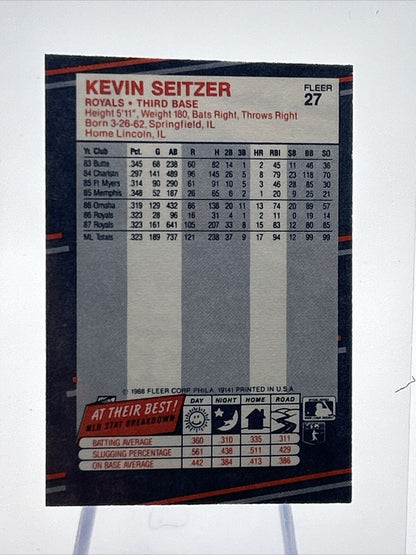 KEVIN SEITZER
ROYALS • THIRD BASE
Height 5'11", Weight 180, Bats Right, Throws Right
Born 3-26-62, Springfield, IL
Home Lincoln, IL
FLEER
27
Yr. Club Pct. G AB R H 2B 3B HR RBI SB BB SO
83 Butte .345 68 238 60 82 14 1 2 45 11 46 36
84 Charlstn .297 141 489 96 145 26 5 8 79 23 118 70
85 Ft. Myers .314 90 290 61 91 10 5 3 46 28 85 30
85 Memphis .348 52 187 26 65 6 2 1 20 9 25 21
86 Omaha .319 129 432 86 138 20 11 13 74 20 89 57
86 Royals .323 28 96 16 31 4 1 2 11 0 19 14
87 Royals .323 161 641 105 207 33 8 15 83 12 80 85
ML Totals .323 189 737 121 238 37 9 17 94 12 99 99
© 1988 FLEER CORP. PHILA. 19141 PRINTED IN U.S.A.
AT THEIR BEST!
MLB STAT BREAKDOWN
DAY NIGHT HOME ROAD
BATTING AVERAGE 360 310 335 311
SLUGGING PERCENTAGE 561 438 511 429
ON BASE AVERAGE 442 384 413 386